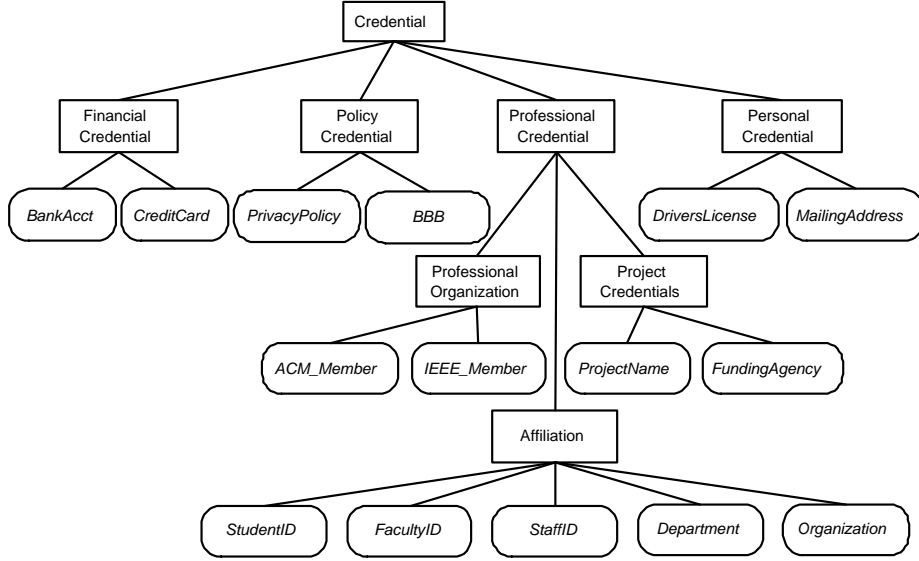 Credential
Financial
Credential
Policy
Credential
Professional
Credential
Personal
Credential
BankAcct
CreditCard
PrivacyPolicy
BBB
DriversLicense
MailingAddress
Professional
Organization
Project
Credentials
ACM_Member
IEEE_Member
ProjectName
FundingAgency
Affiliation
StudentID
FacultyID
StaffID
Department
Organization